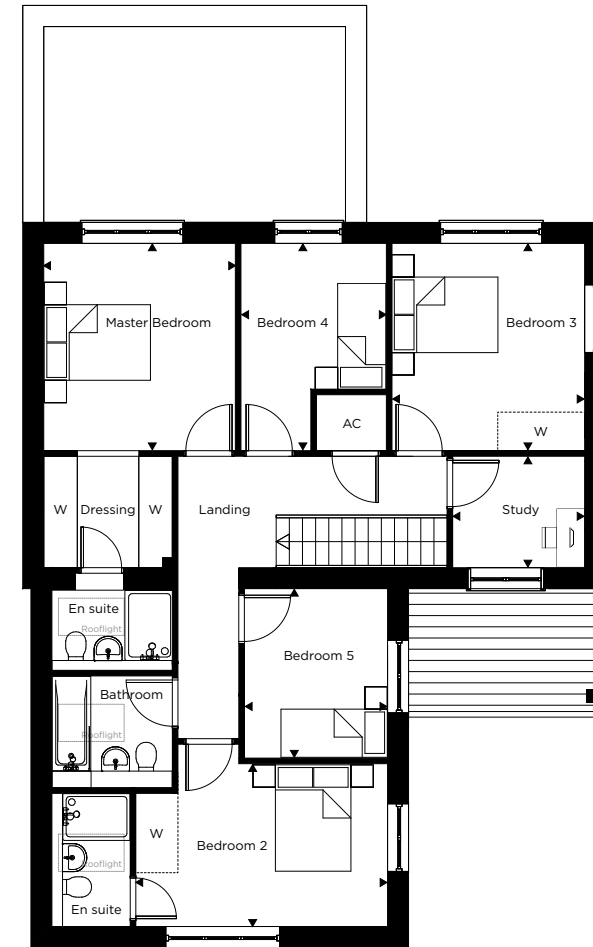 Master Bedroom
Bedroom 4
Bedroom 3
AC
W
W
Dressing
W
Landing
Study
En suite
Rooflight
Bedroom 5
Bathroom
Rooflight
W
Bedroom 2
Rooflight
En suite